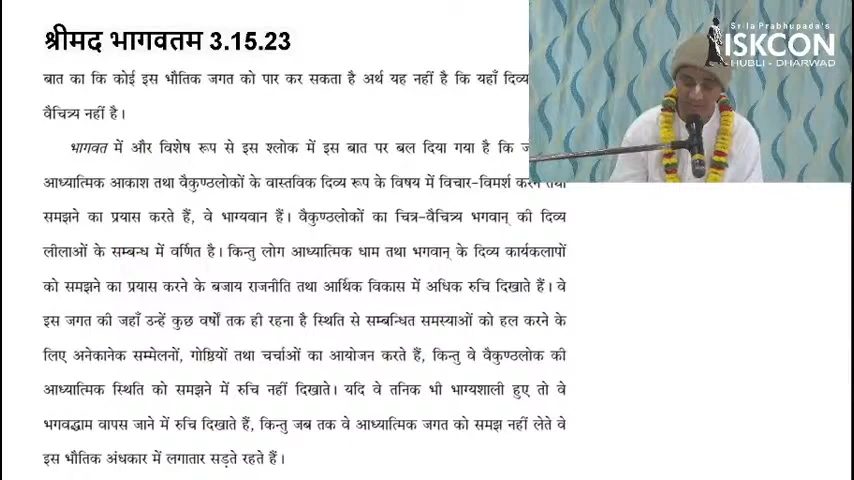 श्रीमद भागवतम 3.15.23
बात का कि कोई इस भौतिक जगत को पार कर सकता है अर्थ यह नहीं है कि यहाँ दिव्य
वैचित्र्य नहीं है।
भागवत में और विशेष रूप से इस श्लोक में इस बात पर बल दिया गया है कि
आध्यात्मिक आकाश तथा वैकुण्ठलोकों के वास्तविक दिव्य रूप के विषय में विचार-विमर्श करने तथा
समझने का प्रयास करते हैं, वे भाग्यवान हैं। वैकुण्ठलोकों का चित्र-वैचित्र्य भगवान् की दिव्य
लीलाओं के सम्बन्ध में वर्णित है। किन्तु लोग आध्यात्मिक धाम तथा भगवान् के दिव्य कार्यकलापों
को समझने का प्रयास करने के बजाय राजनीति तथा आर्थिक विकास में अधिक रुचि दिखाते हैं। वे
इस जगत की जहाँ उन्हें कुछ वर्षों तक ही रहना है स्थिति से सम्बन्धित समस्याओं को हल करने के
लिए अनेकानेक सम्मेलनों, गोष्ठियों तथा चर्चाओं का आयोजन करते हैं, किन्तु वे वैकुण्ठलोक की
आध्यात्मिक स्थिति को समझने में रुचि नहीं दिखाते। यदि वे तनिक भी भाग्यशाली हुए तो वे
भगवद्धाम वापस जाने में रुचि दिखाते हैं, किन्तु जब तक वे आध्यात्मिक जगत को समझ नहीं लेते वे
इस भौतिक अंधकार में लगातार सड़ते रहते हैं।
Srila Prabhupada's
ISKCON
HUBLI - DHARWAD